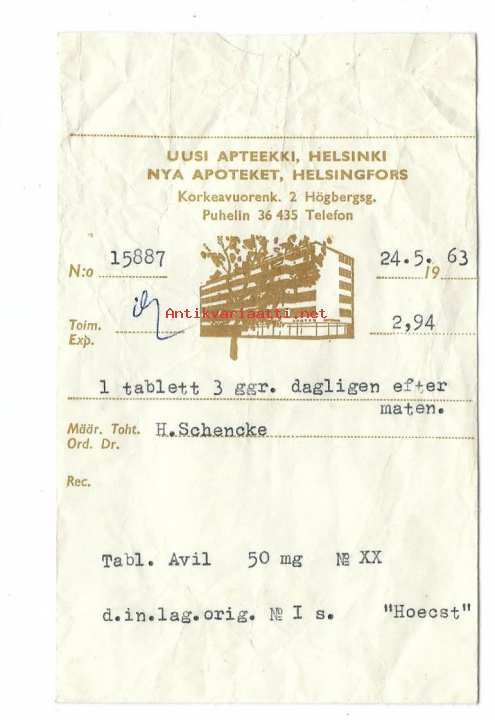 UUSI APTEEKKI, HELSINKI
NYA APOTEKET, HELSINGFORS
Korkeavuorenk. 2 Högbergsg.
Puhelin 36 435 Telefon
N:o 15887
24.5. 1963
Antikvariaatti.net
Toim.
Exp.
2,94
1 tablett 3 ggr. dagligen efter
maten.
Määr. Toht. H.Schencke
Ord. Dr.
Rec.
Tabl. Avil 50 mg № XX
d.in.lag.orig. № I s. "Hoecst"